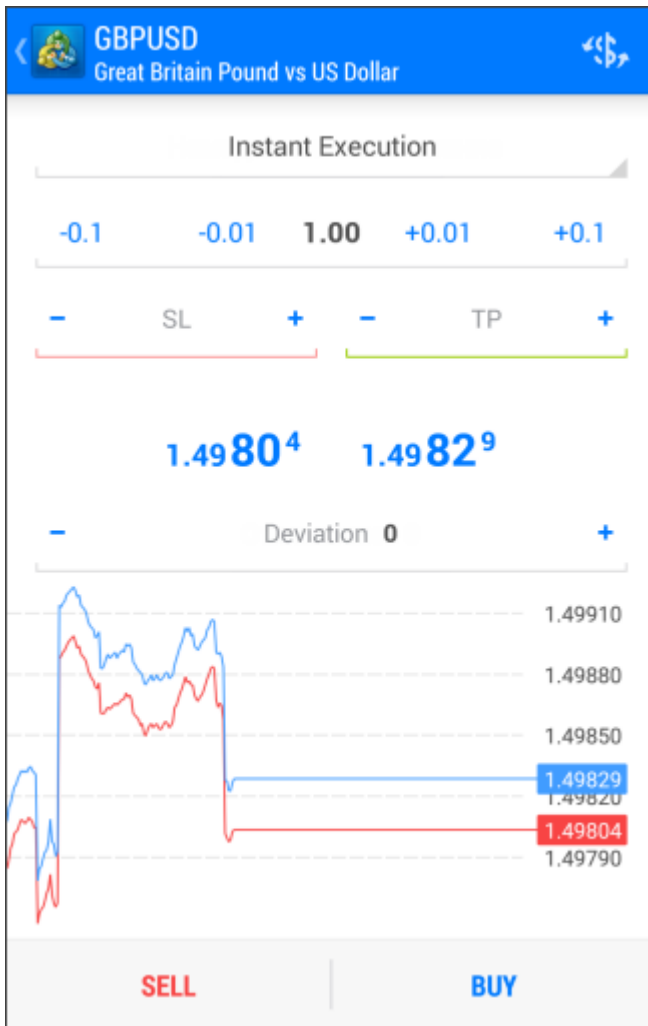 GBPUSD
Great Britain Pound vs US Dollar
Instant Execution
-0.1 -0.01 1.00 +0.01 +0.1
- SL + - TP +
1.49804 1.49829
- Deviation 0 +
1.49910
1.49880
1.49850
1.49829
1.49820
1.49804
1.49790
SELL BUY